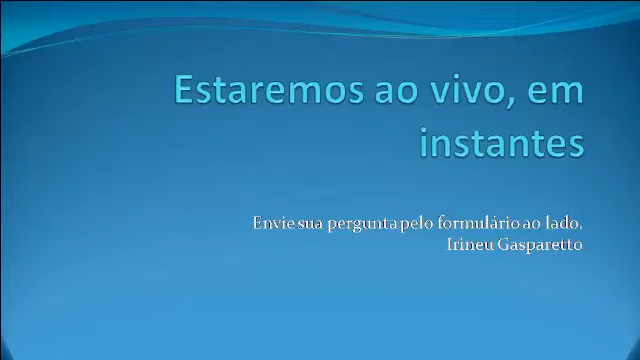 Estaremos ao vivo, em
instantes
Envie sua pergunta pelo formulário ao lado.
Irineu Gasparetto